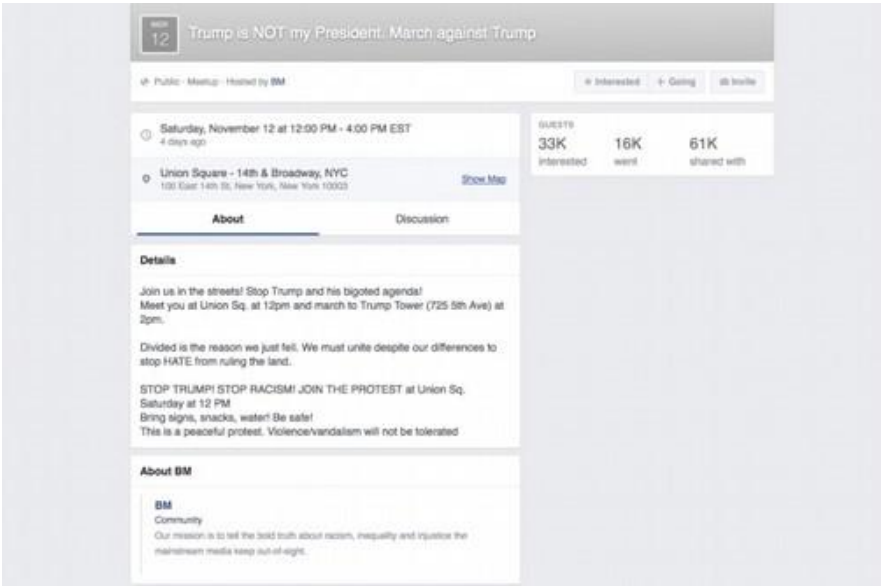 NOV
12
Trump is NOT my President. March against Trump
Public · Meetup · Hosted by BM
Interested
Going
Invite
Saturday, November 12 at 12:00 PM - 4:00 PM EST
4 days ago
Union Square - 14th & Broadway, NYC
100 East 14th St, New York, New York 10003
Show Map
About
Discussion
GUESTS
33K
16K
61K
interested
went
shared with
Details
Join us in the streets! Stop Trump and his bigoted agenda!
Meet you at Union Sq. at 12pm and march to Trump Tower (725 5th Ave) at
2pm.
Divided is the reason we just fell. We must unite despite our differences to
stop HATE from ruling the land.
STOP TRUMP! STOP RACISM! JOIN THE PROTEST at Union Sq.
Saturday at 12 PM
Bring signs, snacks, water! Be safe!
This is a peaceful protest. Violence/vandalism will not be tolerated
About BM
BM
Community
Our mission is to tell the bold truth about racism, inequality and injustice the
mainstream media keep out-of-sight.